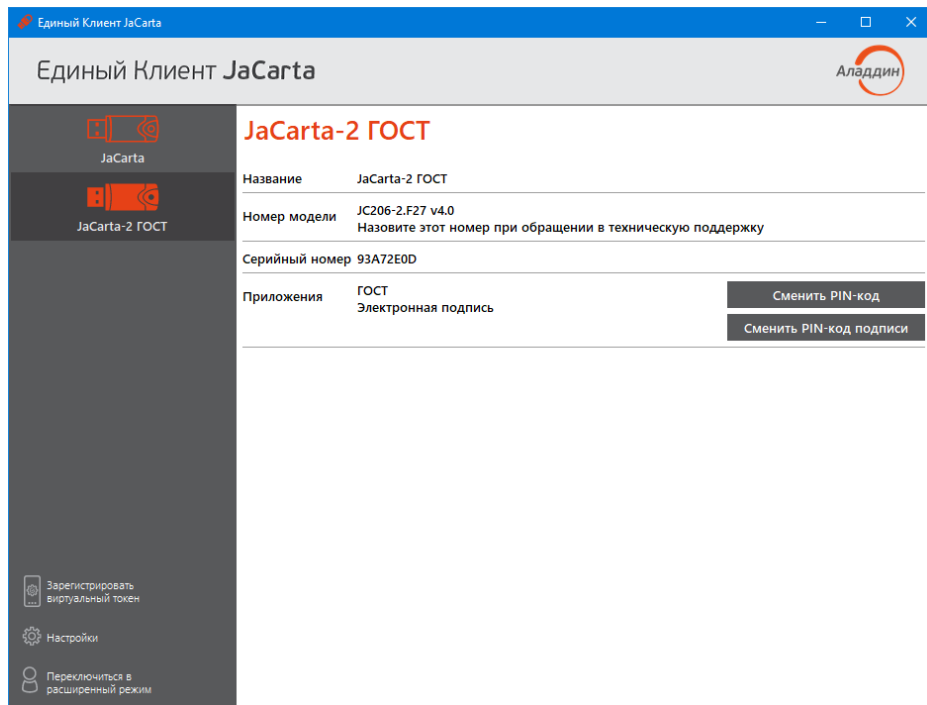 Единый Клиент JaCarta
Единый Клиент JaCarta
Аладдин
JaCarta
JaCarta-2 ГОСТ
JaCarta-2 ГОСТ
Название JaCarta-2 ГОСТ
Номер модели JC206-2.F27 v4.0
Назовите этот номер при обращении в техническую поддержку
Серийный номер 93A72E0D
Приложения ГОСТ
Электронная подпись
Сменить PIN-код
Сменить PIN-код подписи
Зарегистрировать
виртуальный токен
Настройки
Переключиться в
расширенный режим